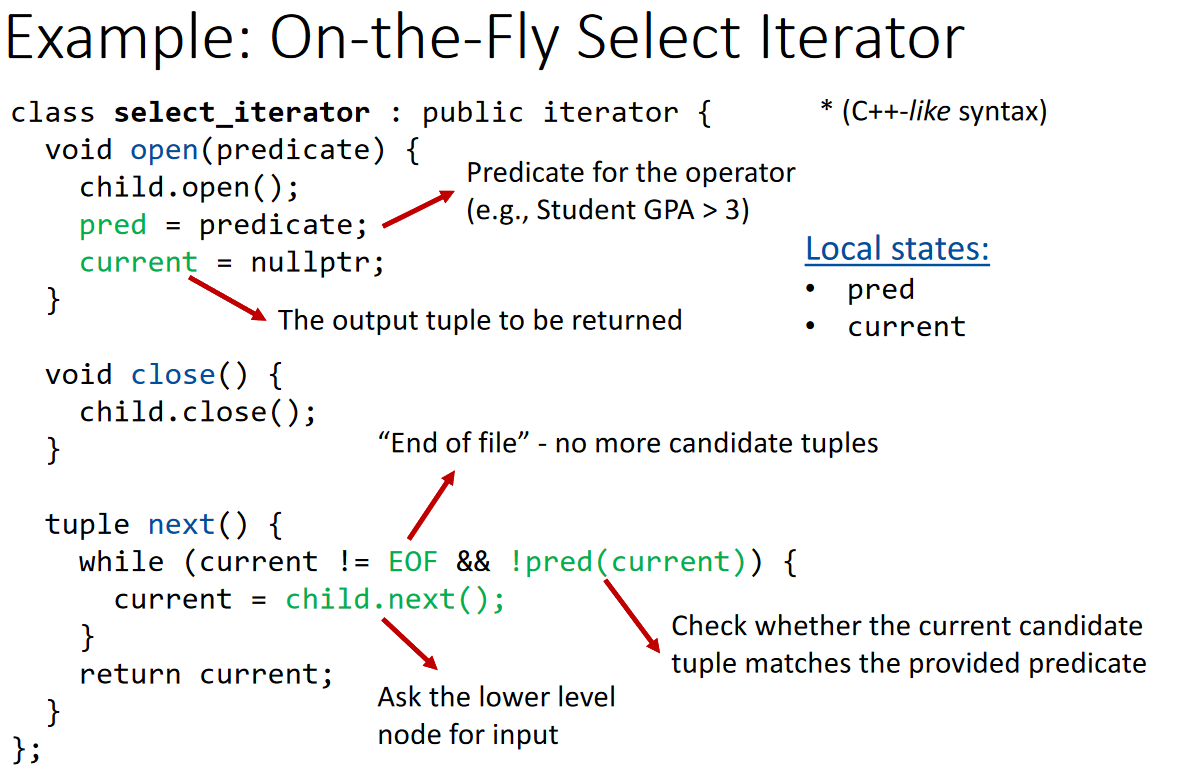 Example: On-the-Fly Select Iterator
class select_iterator : public iterator {
* (C++-like syntax)
void open(predicate) {
child.open();
Predicate for the operator
(e.g., Student GPA > 3)
pred = predicate;
current = nullptr;
}
The output tuple to be returned
Local states:
• pred
• current
void close() {
child.close();
}
“End of file” - no more candidate tuples
tuple next() {
while (current != EOF && !pred(current)) {
current = child.next();
}
return current;
}
};
Check whether the current candidate
tuple matches the provided predicate
Ask the lower level
node for input